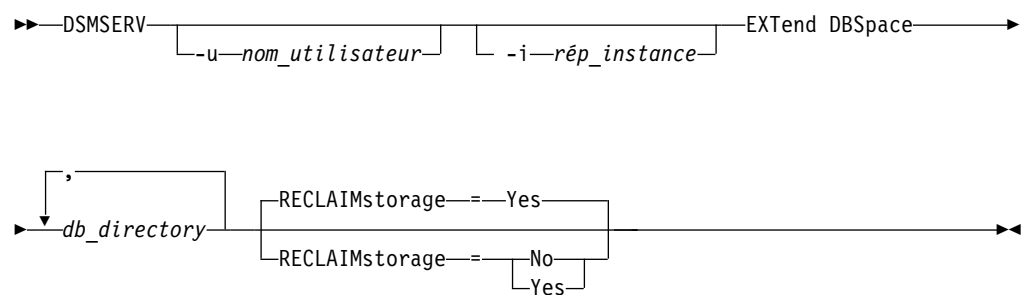 DSMSERV -u nom_utilisateur -i rép_instance EXTend DBSpace
,
db_directory
RECLAIMstorage = Yes
RECLAIMstorage = No
Yes